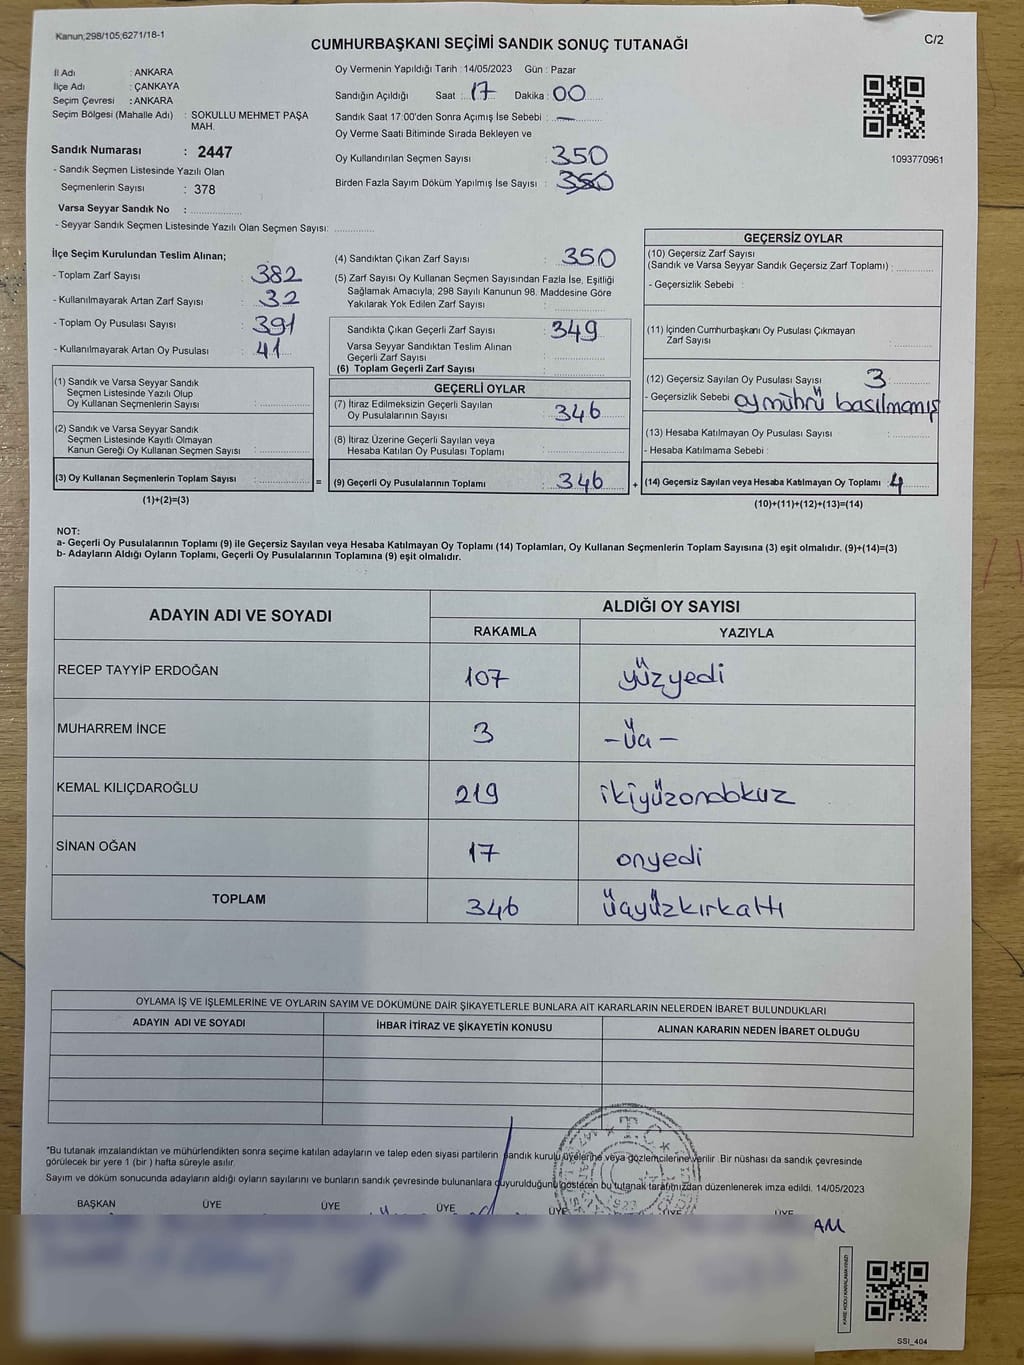 Kanun;298/105;6271/18-1
C/2
CUMHURBAŞKANI SEÇİMİ SANDIK SONUÇ TUTANAĞI
İl Adı : ANKARA
İlçe Adı : ÇANKAYA
Seçim Çevresi : ANKARA
Seçim Bölgesi (Mahalle Adı) : SOKULLU MEHMET PAŞA
MAH.
Sandık Numarası : 2447
- Sandık Seçmen Listesinde Yazılı Olan
Seçmenlerin Sayısı : 378
Varsa Seyyar Sandık No :
- Seyyar Sandık Seçmen Listesinde Yazılı Olan Seçmen Sayısı:
Oy Vermenin Yapıldığı Tarih : 14/05/2023 Gün : Pazar
Sandığın Açıldığı Saat : 17 Dakika : 00
Sandık Saat 17:00'den Sonra Açımış İse Sebebi : —
Oy Verme Saati Bitiminde Sırada Bekleyen ve
Oy Kullandırılan Seçmen Sayısı : 350
Birden Fazla Sayım Döküm Yapılmış İse Sayısı : 350
1093770961
İlçe Seçim Kurulundan Teslim Alınan;
- Toplam Zarf Sayısı : 382
- Kullanılmayarak Artan Zarf Sayısı : 32
- Toplam Oy Pusulası Sayısı : 391
- Kullanılmayarak Artan Oy Pusulası : 41
(1) Sandık ve Varsa Seyyar Sandık
Seçmen Listesinde Yazılı Olup
Oy Kullanan Seçmenlerin Sayısı :
(2) Sandık ve Varsa Seyyar Sandık
Seçmen Listesinde Kayıtlı Olmayan
Kanun Gereği Oy Kullanan Seçmen Sayısı :
(3) Oy Kullanan Seçmenlerin Toplam Sayısı :
=
(1)+(2)=(3)
(4) Sandıktan Çıkan Zarf Sayısı : 350
(5) Zarf Sayısı Oy Kullanan Seçmen Sayısından Fazla İse, Eşitliği
Sağlamak Amacıyla; 298 Sayılı Kanunun 98. Maddesine Göre
Yakılarak Yok Edilen Zarf Sayısı :
Sandıkta Çıkan Geçerli Zarf Sayısı : 349
Varsa Seyyar Sandıktan Teslim Alınan
Geçerli Zarf Sayısı :
(6) Toplam Geçerli Zarf Sayısı :
GEÇERLİ OYLAR
(7) İtiraz Edilmeksizin Geçerli Sayılan
Oy Pusulalarının Sayısı : 346
(8) İtiraz Üzerine Geçerli Sayılan veya
Hesaba Katılan Oy Pusulası Toplamı :
(9) Geçerli Oy Pusulalarının Toplamı : 346
+
GEÇERSİZ OYLAR
(10) Geçersiz Zarf Sayısı
(Sandık ve Varsa Seyyar Sandık Geçersiz Zarf Toplamı) :
- Geçersizlik Sebebi :
(11) İçinden Cumhurbaşkanı Oy Pusulası Çıkmayan
Zarf Sayısı :
(12) Geçersiz Sayılan Oy Pusulası Sayısı : 3
- Geçersizlik Sebebi : oy mührü basılmamış
(13) Hesaba Katılmayan Oy Pusulası Sayısı :
- Hesaba Katılmama Sebebi :
(14) Geçersiz Sayılan veya Hesaba Katılmayan Oy Toplamı : 4
(10)+(11)+(12)+(13)=(14)
NOT:
a- Geçerli Oy Pusulalarının Toplamı (9) ile Geçersiz Sayılan veya Hesaba Katılmayan Oy Toplamı (14) Toplamları, Oy Kullanan Seçmenlerin Toplam Sayısına (3) eşit olmalıdır. (9)+(14)=(3)
b- Adayların Aldığı Oyların Toplamı, Geçerli Oy Pusulalarının Toplamına (9) eşit olmalıdır.
ADAYIN ADI VE SOYADI
ALDIĞI OY SAYISI
RAKAMLA YAZIYLA
RECEP TAYYİP ERDOĞAN 107 yüzyedi
MUHARREM İNCE 3 -üç-
KEMAL KILIÇDAROĞLU 219 ikiyüzondokuz
SİNAN OĞAN 17 onyedi
TOPLAM 346 üçyüzkırkaltı
OYLAMA İŞ VE İŞLEMLERİNE VE OYLARIN SAYIM VE DÖKÜMÜNE DAİR ŞİKAYETLERLE BUNLARA AİT KARARLARIN NELERDEN İBARET BULUNDUKLARI
ADAYIN ADI VE SOYADI İHBAR İTİRAZ VE ŞİKAYETİN KONUSU ALINAN KARARIN NEDEN İBARET OLDUĞU
*Bu tutanak imzalandıktan ve mühürlendikten sonra seçime katılan adayların ve talep eden siyasi partilerin sandık kurulu üyelerine veya gözlemcilerine verilir Bir nüshası da sandık çevresinde
görülecek bir yere 1 (bir ) hafta süreyle asılır.
Sayım ve döküm sonucunda adayların aldığı oyların sayılarını ve bunların sandık çevresinde bulunanlara duyurulduğunu gösteren bu tutanak tarafımızdan düzenlenerek imza edildi. 14/05/2023
T.C.
BAŞKAN ÜYE ÜYE ÜYE ÜYE ÜYE ÜYE
SSI_404